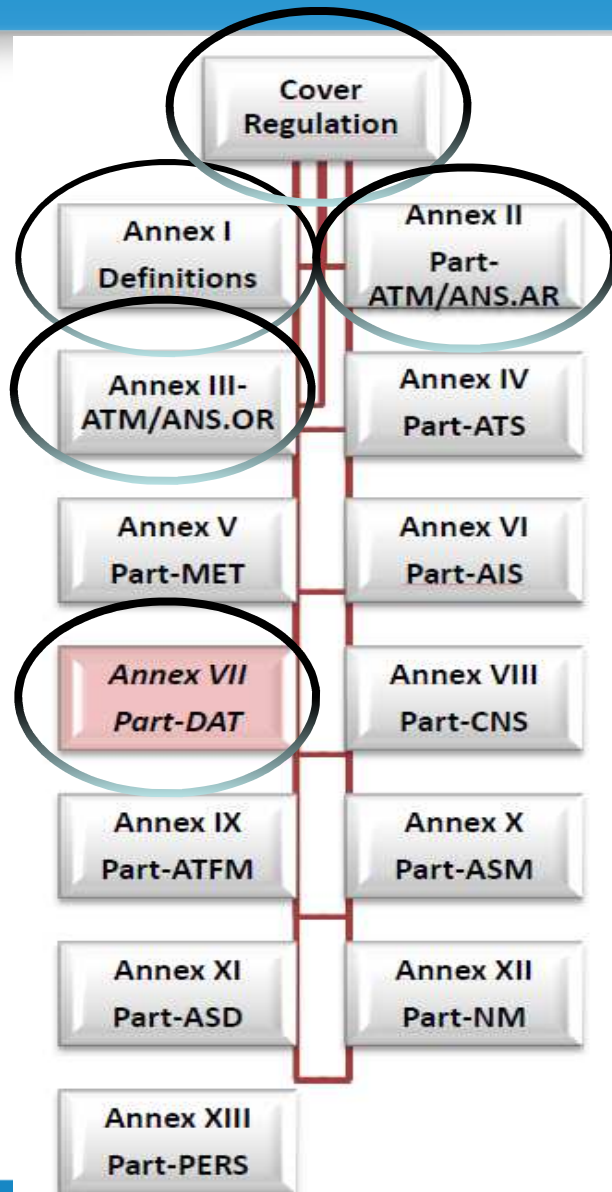 Cover
Regulation
Annex I
Definitions
Annex II
Part-
ATM/ANS.AR
Annex III-
ATM/ANS.OR
Annex IV
Part-ATS
Annex V
Part-MET
Annex VI
Part-AIS
Annex VII
Part-DAT
Annex VIII
Part-CNS
Annex IX
Part-ATFM
Annex X
Part-ASM
Annex XI
Part-ASD
Annex XII
Part-NM
Annex XIII
Part-PERS